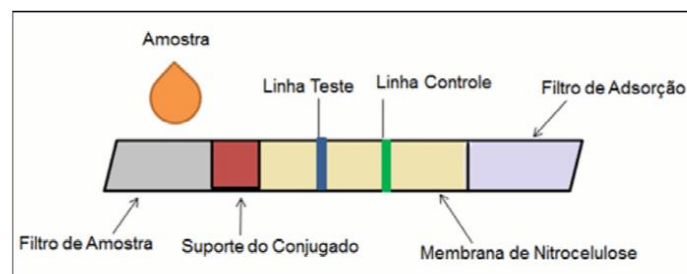 Amostra
Linha Teste
Linha Controle
Filtro de Adsorção
Filtro de Amostra
Suporte do Conjugado
Membrana de Nitrocelulose